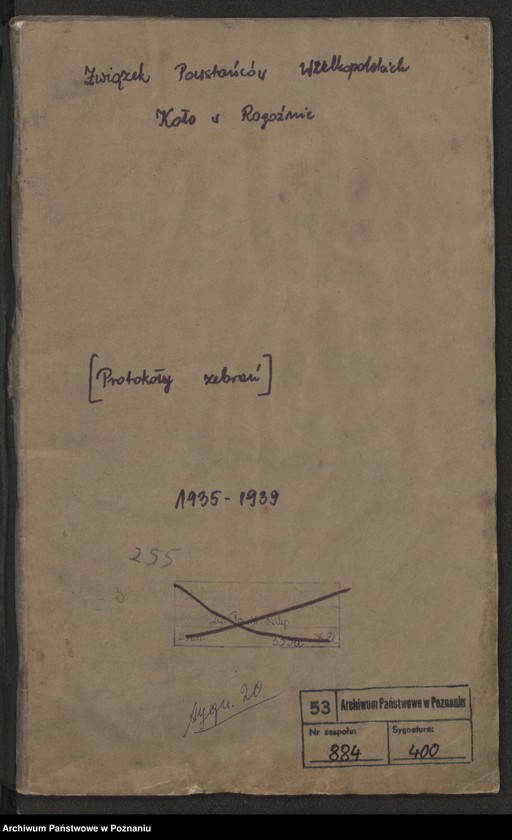 Związek Powstańców Wielkopolskich
Koło w Rogoźnie
[Protokoły zebrań]
1935-1939
255
sygn. 20
53 Archiwum Państwowe w Poznaniu
Nr zespołu: Sygnatura:
884 400
Archiwum Państwowe w Poznaniu